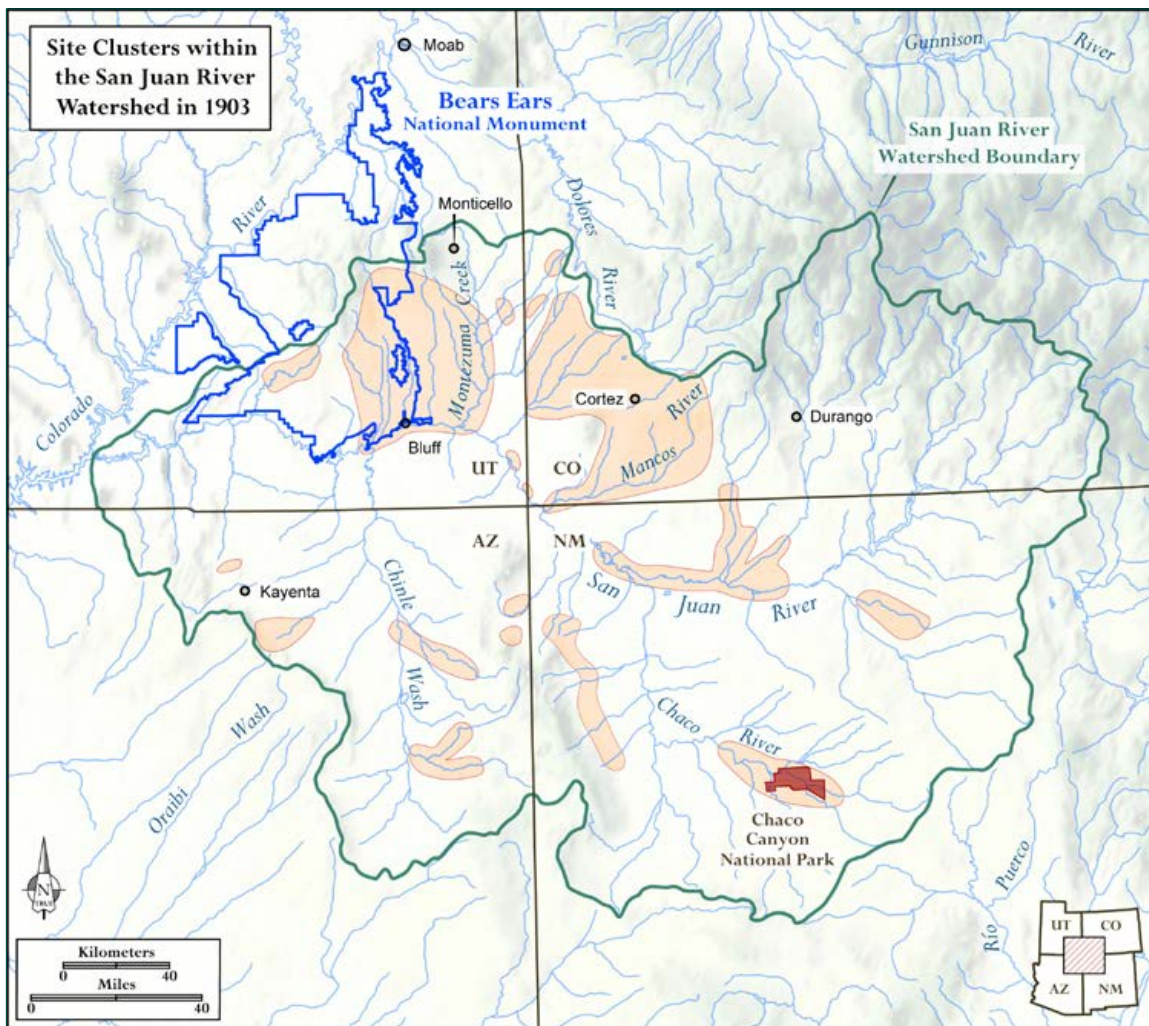 Site Clusters within
the San Juan River
Watershed in 1903
Moab
Gunnison
River
Bears Ears
National Monument
San Juan River
Watershed Boundary
River
Dolores
River
Monticello
Montezuma Creek
Colorado
Cortez
River
Durango
Bluff
Mancos
UT
CO
AZ
NM
Kayenta
Chinle
Wash
San
Juan
River
Wash
Oraibi
Chaco
River
Chaco
Canyon
National Park
Puerco
Río
N
TRUE
Kilometers
0
40
Miles
0
40
UT
CO
AZ
NM